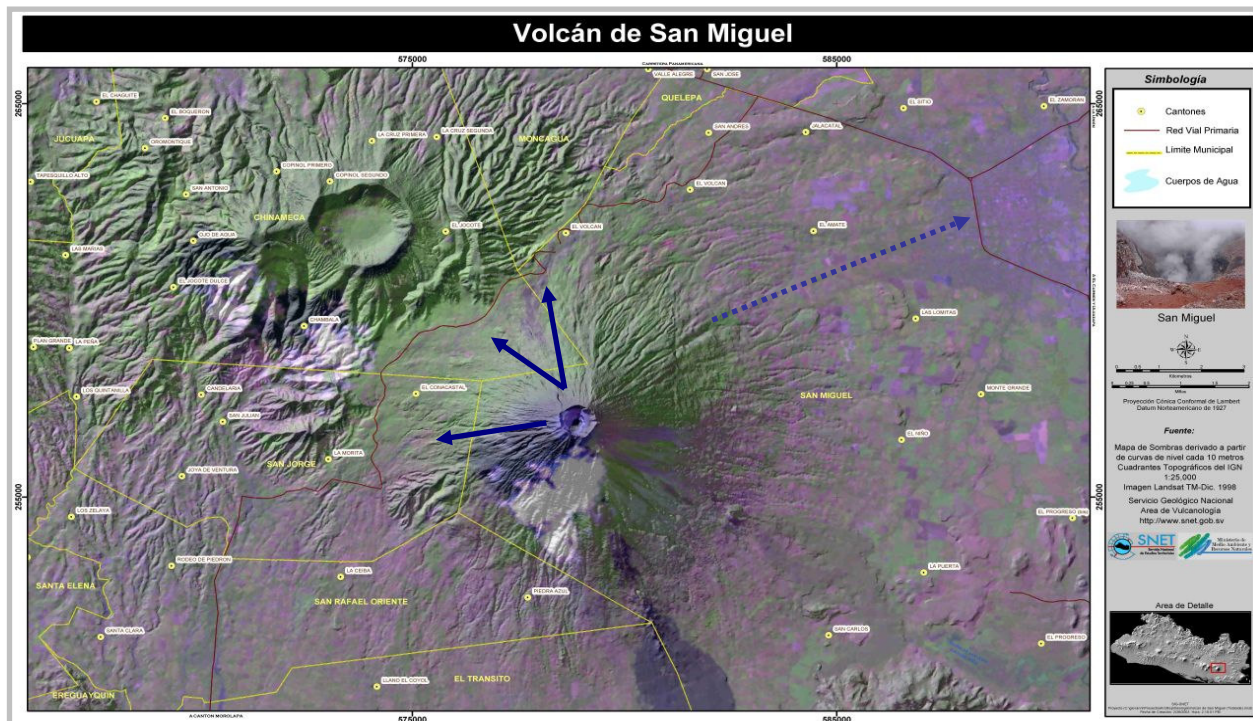 Volcán de San Miguel
575000
CARRETERA PANAMERICANA
585000
265000
265000
VALLE ALEGRE
SAN JOSE
EL CHAGUITE
QUELEPA
EL SITIO
EL ZAMORAN
EL BOQUERON
JUCUAPA
LA CRUZ PRIMERA
LA CRUZ SEGUNDA
MONCAGUA
SAN ANDRES
JALACATAL
OROMONTIQUE
COPINOL PRIMERO
TAPESQUILLO ALTO
SAN ANTONIO
COPINOL SEGUNDO
EL VOLCAN
CHINAMECA
OJO DE AGUA
EL JOCOTE
EL VOLCAN
LAS MARIAS
EL JOCOTE DULCE
CHAMBALA
LAS LOMITAS
PLAN GRANDE
LA PEÑA
LOS QUINTANILLA
CANDELARIA
EL CONACASTAL
SAN MIGUEL
MONTE GRANDE
SAN JULIAN
EL NIÑO
LA MORITA
SAN JORGE
JOYA DE VENTURA
255000
255000
LOS ZELAYA
RODEO DE PIEDRON
LA CEIBA
LA PUERTA
SANTA ELENA
SAN RAFAEL ORIENTE
PIEDRA AZUL
SANTA CLARA
SAN CARLOS
EL PROGRESO
EL TRANSITO
LLANO EL COYOL
EREGUAYQUIN
575000
585000
Simbología
Cantones
Red Vial Primaria
Límite Municipal
Cuerpos de Agua
San Miguel
Kilometros
Proyección Cónica Conformal de Lambert
Datum Norteamericano de 1927
Fuente:
Mapa de Sombras derivado a partir
de curvas de nivel cada 10 metros
Cuadrantes Topográficos del IGN
1:25,000
Imagen Landsat TM-Dic. 1998
Servicio Geológico Nacional
Area de Vulcanología
http://www.snet.gob.sv
SNET
Ministerio de
Medio Ambiente y
Recursos Naturales
Area de Detalle